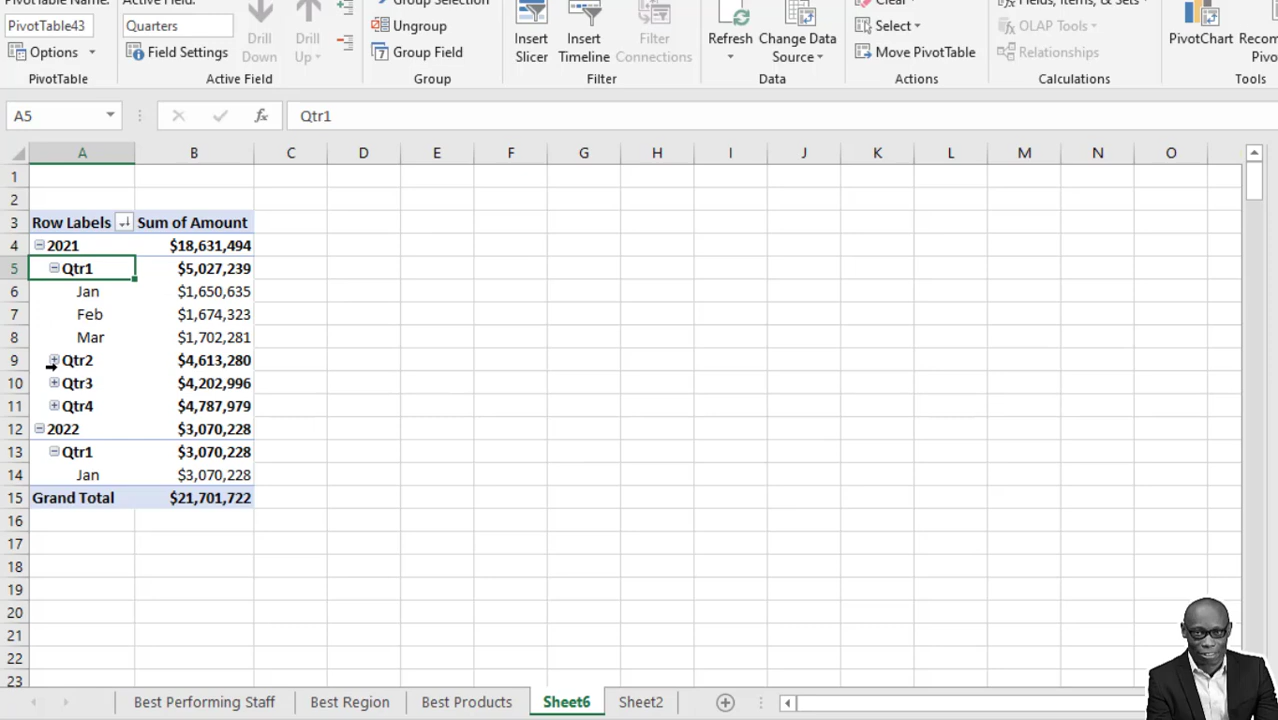 PivotTable Name: Active Field: Group Selection Clear Fields, Items, & Sets
PivotTable43 Quarters Drill Down Drill Up Ungroup Insert Slicer Insert Timeline Filter Connections Refresh Change Data Source Select OLAP Tools PivotChart
Options Field Settings Group Field Move PivotTable Relationships
PivotTable Active Field Group Filter Data Actions Calculations Tools
A5 fx Qtr1
A B C D E F G H I J K L M N O
1
2
3 Row Labels Sum of Amount
4 2021 $18,631,494
5 Qtr1 $5,027,239
6 Jan $1,650,635
7 Feb $1,674,323
8 Mar $1,702,281
9 Qtr2 $4,613,280
10 Qtr3 $4,202,996
11 Qtr4 $4,787,979
12 2022 $3,070,228
13 Qtr1 $3,070,228
14 Jan $3,070,228
15 Grand Total $21,701,722
16
17
18
19
20
21
22
23
Best Performing Staff Best Region Best Products Sheet6 Sheet2